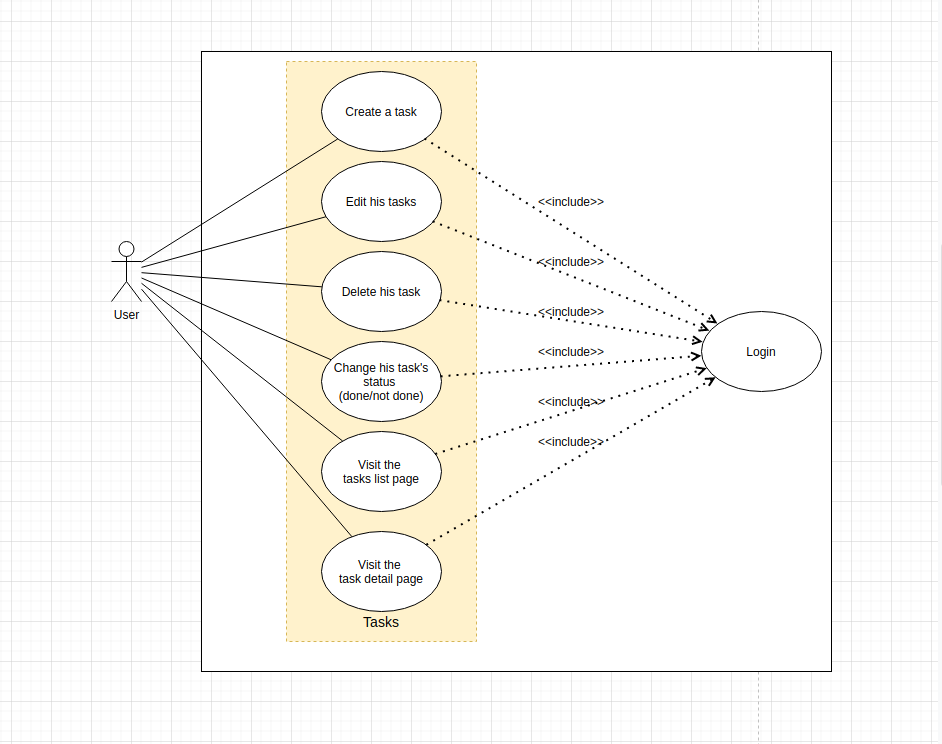 Create a task
Edit his tasks
Delete his task
Change his task's
status
(done/not done)
Visit the
tasks list page
Visit the
task detail page
Tasks
User
<<include>>
<<include>>
<<include>>
<<include>>
<<include>>
<<include>>
Login